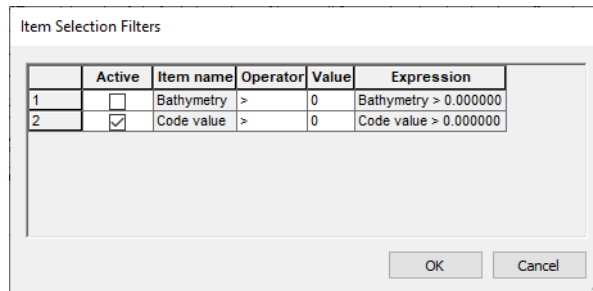 Item Selection Filters
Active Item name Operator Value Expression
1 Bathymetry > 0 Bathymetry > 0.000000
2 Code value > 0 Code value > 0.000000
OK Cancel